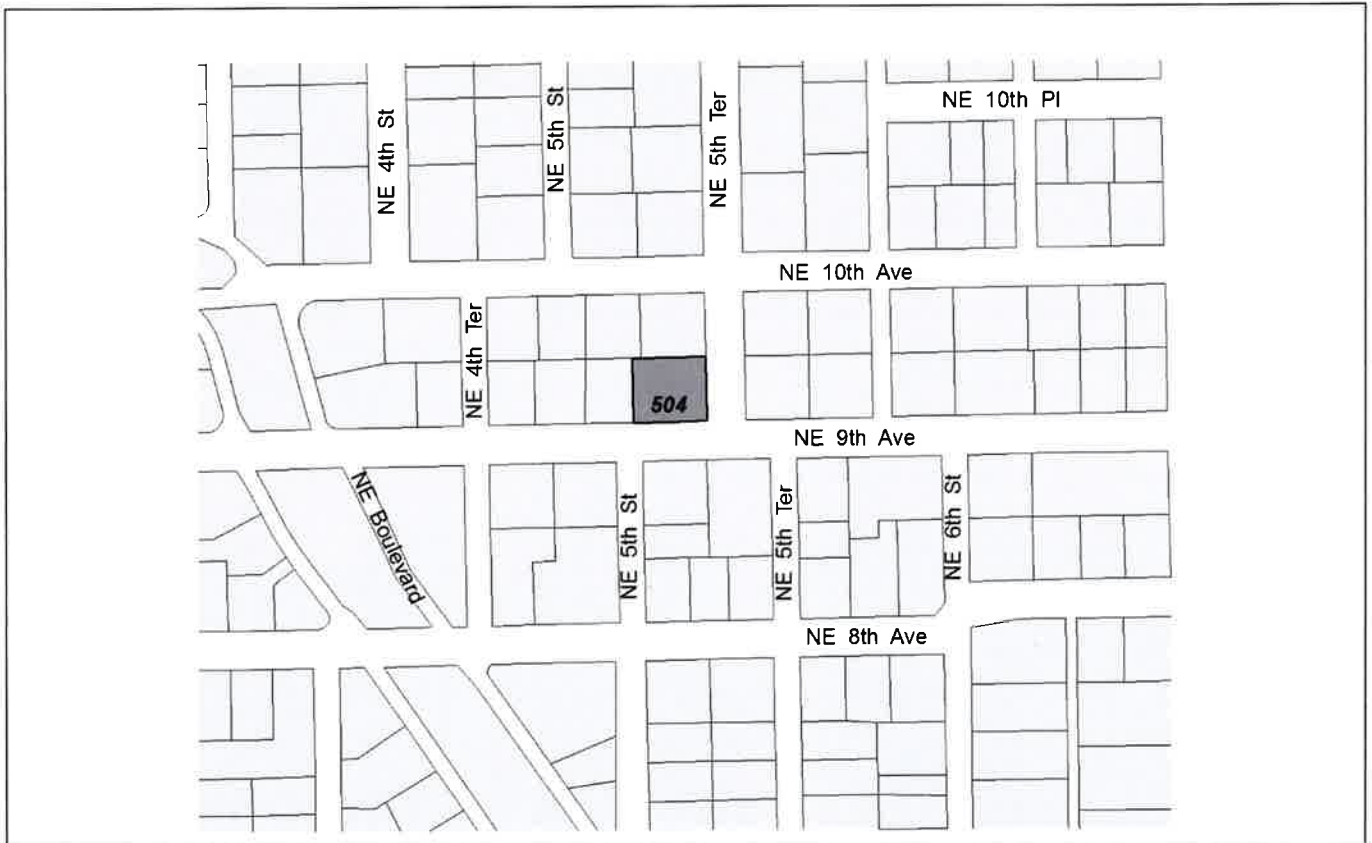 NE 10th Pl
NE 4th St
NE 5th St
NE 5th Ter
NE 10th Ave
NE 4th Ter
504
NE 9th Ave
NE Boulevard
NE 5th St
NE 5th Ter
NE 6th St
NE 8th Ave